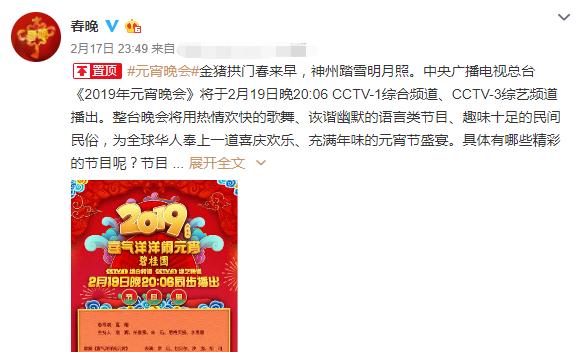 春晚
2月17日 23:49 来自
置顶 #元宵晚会#金猪拱门春来早，神州踏雪明月照。中央广播电视总台
《2019年元宵晚会》将于2月19日晚20:06 CCTV-1综合频道、CCTV-3综艺频道
播出。整台晚会将用热情欢快的歌舞、诙谐幽默的语言类节目、趣味十足的民间
民俗，为全球华人奉上一道喜庆欢乐、充满年味的元宵节盛宴。具体有哪些精彩
的节目呢？节目 ... 展开全文
2019
喜气洋洋闹元宵
碧桂园
CCTV-1 综合频道 CCTV-3 综艺频道
2月19日晚20:06同步播出
节目单